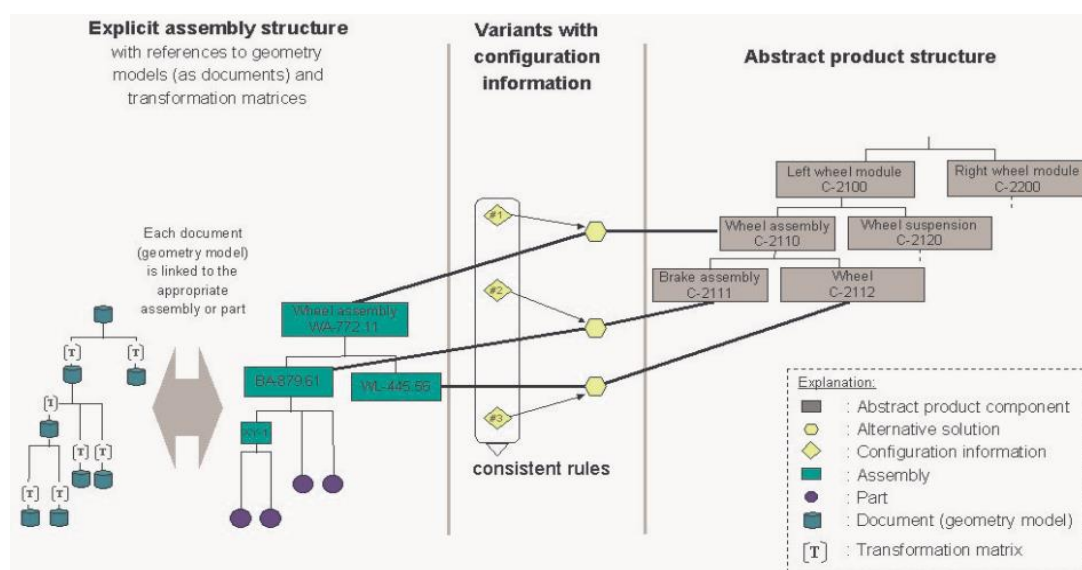 Explicit assembly structure
with references to geometry
models (as documents) and
transformation matrices
Variants with
configuration
information
Abstract product structure
Each document
(geometry model)
is linked to the
appropriate
assembly or part
[T]
[T]
[T]
[T]
[T]
[T]
[T]
Wheel assembly
WA-772.11
BA-879.61
WL-445.56
#1
#2
#3
consistent rules
Left wheel module
C-2100
Right wheel module
C-2200
Wheel assembly
C-2110
Wheel suspension
C-2120
Brake assembly
C-2111
Wheel
C-2112
Explanation:
: Abstract product component
: Alternative solution
: Configuration information
: Assembly
: Part
: Document (geometry model)
[T] : Transformation matrix